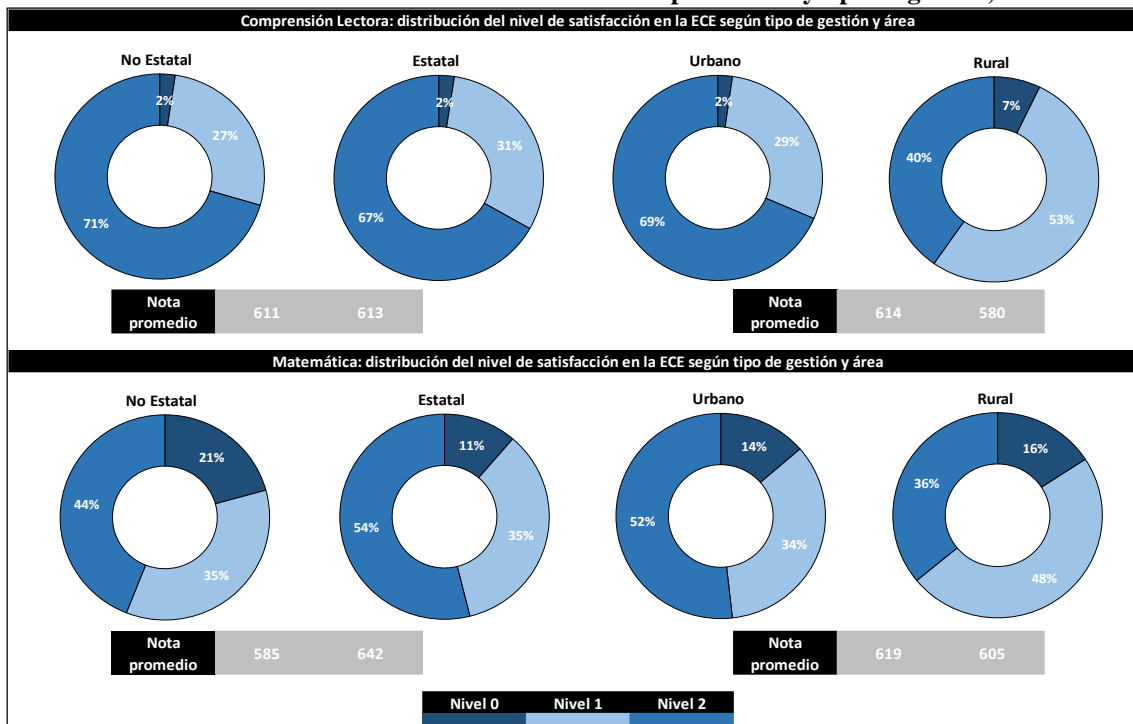 Comprensión Lectora: distribución del nivel de satisfacción en la ECE según tipo de gestión y área
No Estatal
Estatal
Urbano
Rural
2%
27%
71%
2%
31%
67%
2%
29%
69%
7%
40%
53%
Nota promedio
611
613
Nota promedio
614
580
Matemática: distribución del nivel de satisfacción en la ECE según tipo de gestión y área
No Estatal
Estatal
Urbano
Rural
21%
44%
35%
11%
54%
35%
14%
52%
34%
16%
36%
48%
Nota promedio
585
642
Nota promedio
619
605
Nivel 0
Nivel 1
Nivel 2